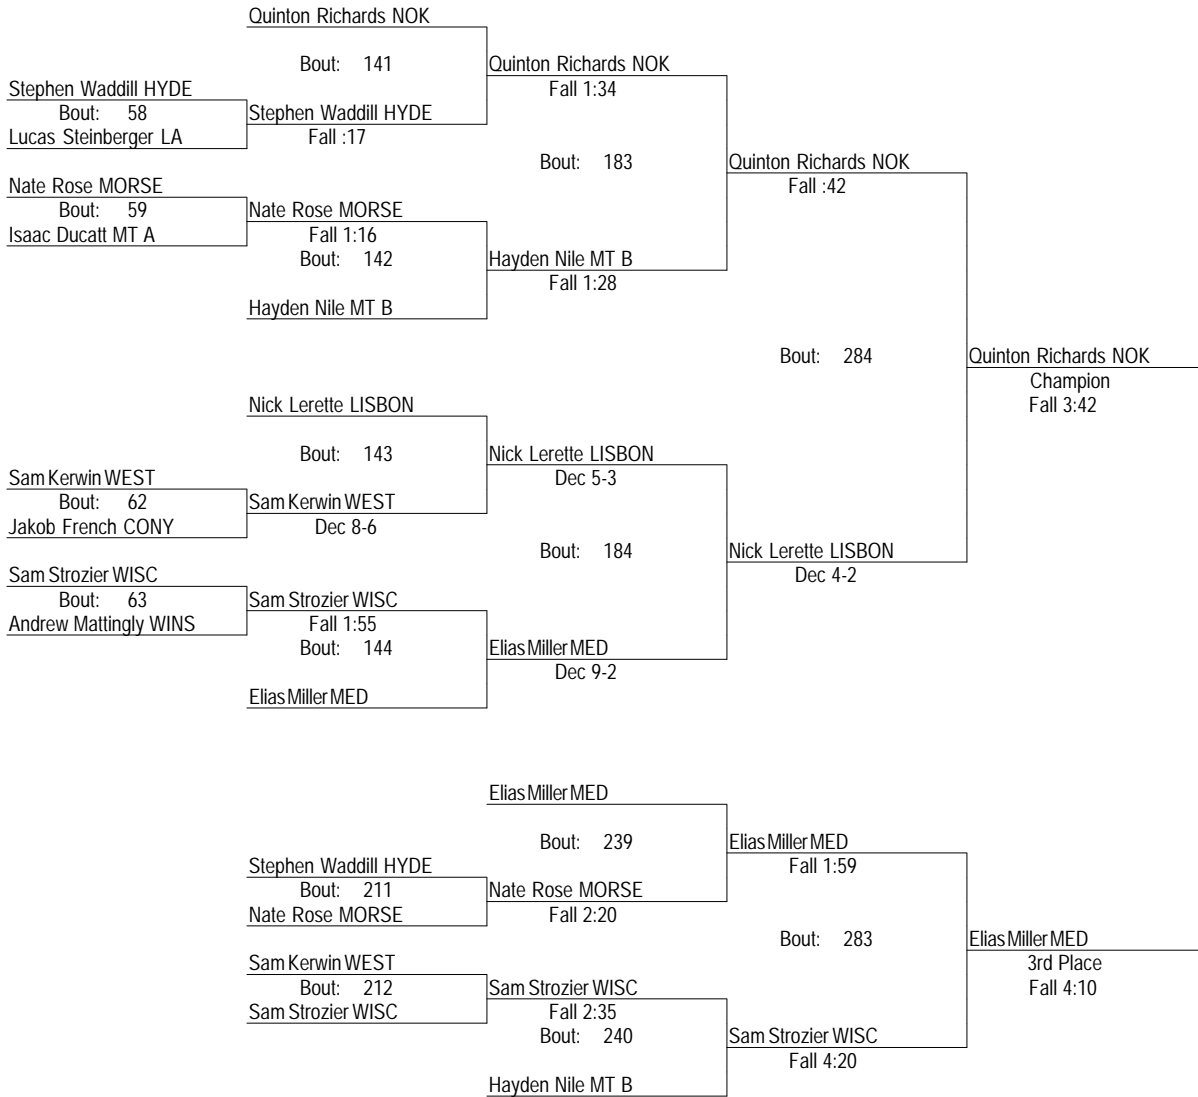 Quinton Richards NOK
Bout: 141
Quinton Richards NOK
Fall 1:34
Stephen Waddill HYDE
Bout: 58
Stephen Waddill HYDE
Fall :17
Lucas Steinberger LA
Bout: 183
Quinton Richards NOK
Fall :42
Nate Rose MORSE
Bout: 59
Nate Rose MORSE
Fall 1:16
Isaac Ducatt MT A
Bout: 142
Hayden Nile MT B
Fall 1:28
Hayden Nile MT B
Bout: 284
Quinton Richards NOK
Champion
Fall 3:42
Nick Lerette LISBON
Bout: 143
Nick Lerette LISBON
Dec 5-3
Sam Kerwin WEST
Bout: 62
Sam Kerwin WEST
Dec 8-6
Jakob French CONY
Bout: 184
Nick Lerette LISBON
Dec 4-2
Sam Strozier WISC
Bout: 63
Sam Strozier WISC
Fall 1:55
Andrew Mattingly WINS
Bout: 144
Elias Miller MED
Dec 9-2
Elias Miller MED
Elias Miller MED
Bout: 239
Elias Miller MED
Fall 1:59
Stephen Waddill HYDE
Bout: 211
Nate Rose MORSE
Fall 2:20
Nate Rose MORSE
Bout: 283
Elias Miller MED
3rd Place
Fall 4:10
Sam Kerwin WEST
Bout: 212
Sam Strozier WISC
Fall 2:35
Sam Strozier WISC
Bout: 240
Sam Strozier WISC
Fall 4:20
Hayden Nile MT B